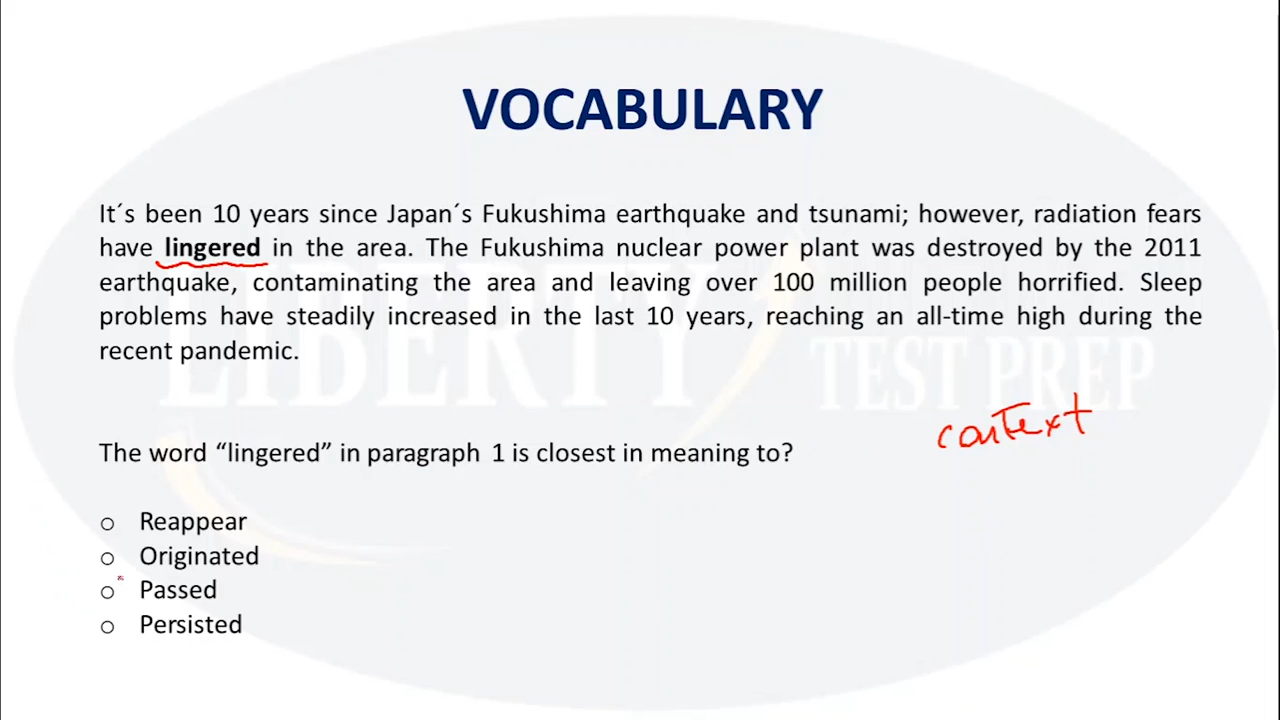 VOCABULARY
It´s been 10 years since Japan´s Fukushima earthquake and tsunami; however, radiation fears
have lingered in the area. The Fukushima nuclear power plant was destroyed by the 2011
earthquake, contaminating the area and leaving over 100 million people horrified. Sleep
problems have steadily increased in the last 10 years, reaching an all-time high during the
recent pandemic.
LIBERTY TEST PREP
context
The word “lingered” in paragraph 1 is closest in meaning to?
o Reappear
o Originated
o Passed
o Persisted